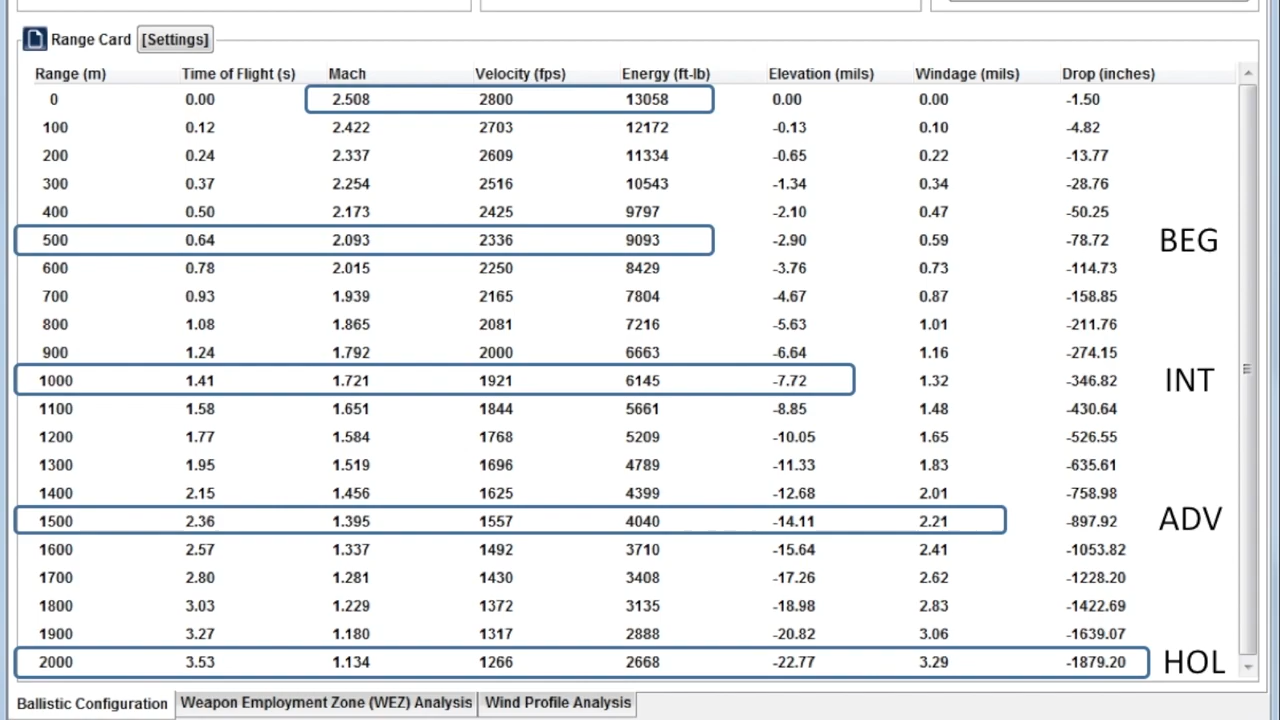 Range Card [Settings]
Range (m) Time of Flight (s) Mach Velocity (fps) Energy (ft-lb) Elevation (mils) Windage (mils) Drop (inches)
0 0.00 2.508 2800 13058 0.00 0.00 -1.50
100 0.12 2.422 2703 12172 -0.13 0.10 -4.82
200 0.24 2.337 2609 11334 -0.65 0.22 -13.77
300 0.37 2.254 2516 10543 -1.34 0.34 -28.76
400 0.50 2.173 2425 9797 -2.10 0.47 -50.25
500 0.64 2.093 2336 9093 -2.90 0.59 -78.72 BEG
600 0.78 2.015 2250 8429 -3.76 0.73 -114.73
700 0.93 1.939 2165 7804 -4.67 0.87 -158.85
800 1.08 1.865 2081 7216 -5.63 1.01 -211.76
900 1.24 1.792 2000 6663 -6.64 1.16 -274.15
1000 1.41 1.721 1921 6145 -7.72 1.32 -346.82 INT
1100 1.58 1.651 1844 5661 -8.85 1.48 -430.64
1200 1.77 1.584 1768 5209 -10.05 1.65 -526.55
1300 1.95 1.519 1696 4789 -11.33 1.83 -635.61
1400 2.15 1.456 1625 4399 -12.68 2.01 -758.98
1500 2.36 1.395 1557 4040 -14.11 2.21 -897.92 ADV
1600 2.57 1.337 1492 3710 -15.64 2.41 -1053.82
1700 2.80 1.281 1430 3408 -17.26 2.62 -1228.20
1800 3.03 1.229 1372 3135 -18.98 2.83 -1422.69
1900 3.27 1.180 1317 2888 -20.82 3.06 -1639.07
2000 3.53 1.134 1266 2668 -22.77 3.29 -1879.20 HOL
Ballistic Configuration Weapon Employment Zone (WEZ) Analysis Wind Profile Analysis